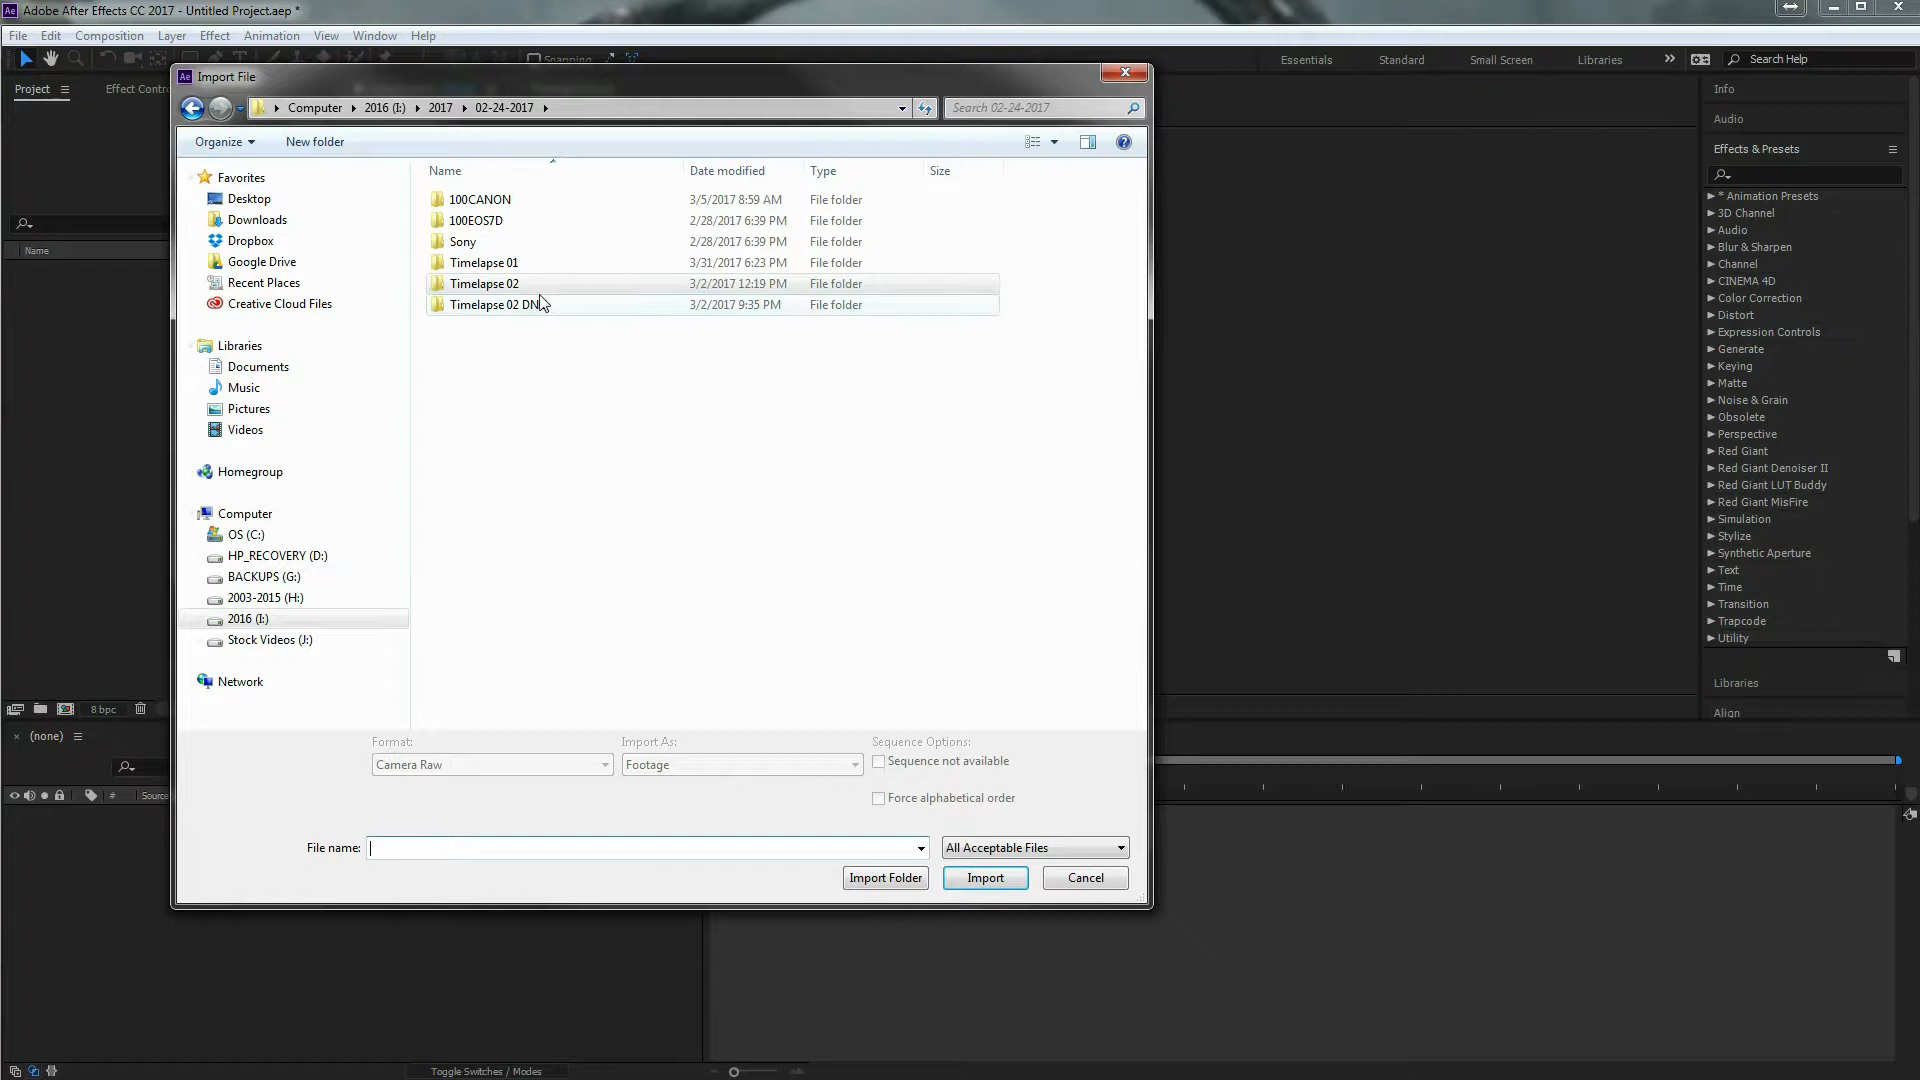 Adobe After Effects CC 2017 - Untitled Project.aep *
File Edit Composition Layer Effect Animation View Window Help
Snapping
Essentials Standard Small Screen Libraries Search Help
Project
Import File
Computer 2016 (I:) 2017 02-24-2017
Search 02-24-2017
Organize New folder
Favorites
Desktop
Downloads
Dropbox
Google Drive
Recent Places
Creative Cloud Files
Libraries
Documents
Music
Pictures
Videos
Homegroup
Computer
OS (C:)
HP_RECOVERY (D:)
BACKUPS (G:)
2003-2015 (H:)
2016 (I:)
Stock Videos (J:)
Network
Name Date modified Type Size
100CANON 3/5/2017 8:59 AM File folder
100EOS7D 2/28/2017 6:39 PM File folder
Sony 2/28/2017 6:39 PM File folder
Timelapse 01 3/31/2017 6:23 PM File folder
Timelapse 02 3/2/2017 12:19 PM File folder
Timelapse 02 3/2/2017 9:35 PM File folder
Format: Import As: Sequence Options:
Camera Raw Footage Sequence not available
Force alphabetical order
File name: All Acceptable Files
Import Folder Import Cancel
Name
8 bpc
(none)
# Source
Toggle Switches / Modes
Info
Audio
Effects & Presets
* Animation Presets
3D Channel
Audio
Blur & Sharpen
Channel
CINEMA 4D
Color Correction
Distort
Expression Controls
Generate
Keying
Matte
Noise & Grain
Obsolete
Perspective
Red Giant
Red Giant Denoiser II
Red Giant LUT Buddy
Red Giant MisFire
Simulation
Stylize
Synthetic Aperture
Text
Time
Transition
Trapcode
Utility
Libraries
Align